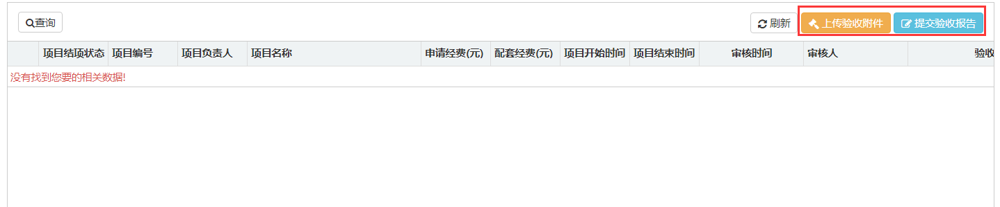 查询
刷新 上传验收附件 提交验收报告
项目结项状态 项目编号 项目负责人 项目名称 申请经费(元) 配套经费(元) 项目开始时间 项目结束时间 审核时间 审核人 验收
没有找到您要的相关数据!